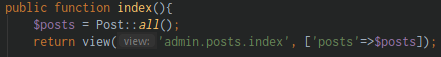 public function index(){
$posts = Post::all();
return view( view: 'admin.posts.index', ['posts'=>$posts]);